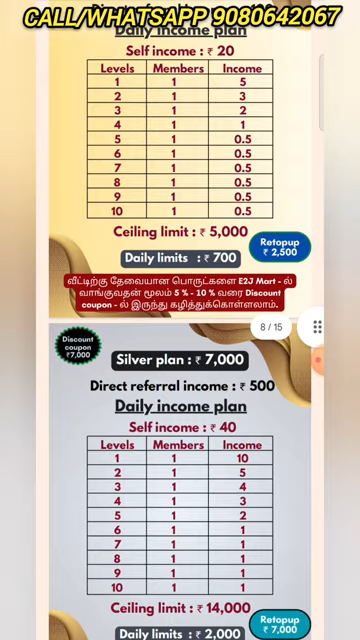 CALL/WHATSAPP 9080642067
Daily income plan
Self income : ₹ 20
Levels Members Income
1 1 5
2 1 3
3 1 2
4 1 1
5 1 0.5
6 1 0.5
7 1 0.5
8 1 0.5
9 1 0.5
10 1 0.5
Ceiling limit : ₹ 5,000
Daily limits : ₹ 700
Retopup
₹ 2,500
வீட்டிற்கு தேவையான பொருட்களை E2J Mart - ல்
வாங்குவதன் மூலம் 5 % - 10 % வரை Discount
coupon - ல் இருந்து கழித்துக்கொள்ளலாம்.
8 / 15
Discount
coupon
₹7,000
Silver plan : ₹ 7,000
Direct referral income : ₹ 500
Daily income plan
Self income : ₹ 40
Levels Members Income
1 1 10
2 1 5
3 1 4
4 1 3
5 1 2
6 1 1
7 1 1
8 1 1
9 1 1
10 1 1
Ceiling limit : ₹ 14,000
Daily limits : ₹ 2,000
Retopup
₹ 7,000